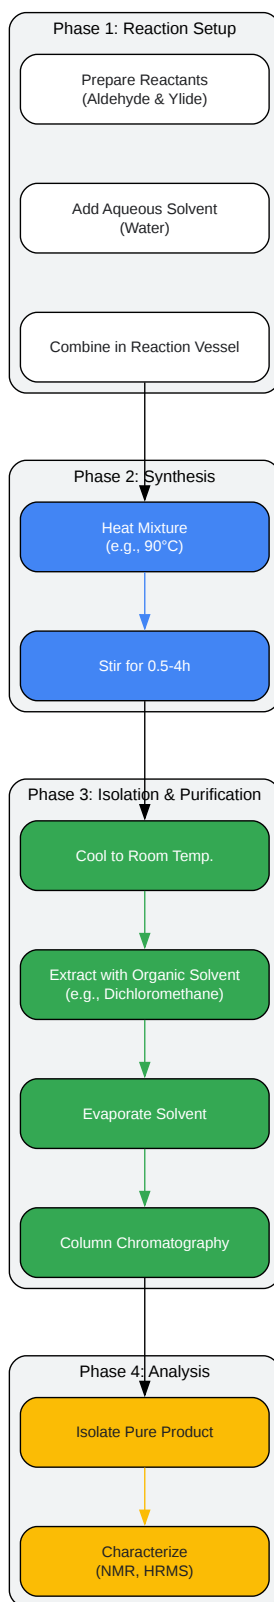 Phase 1: Reaction Setup
Prepare Reactants
(Aldehyde & Ylide)
Add Aqueous Solvent
(Water)
Combine in Reaction Vessel
Phase 2: Synthesis
Heat Mixture
(e.g., 90°C)
Stir for 0.5-4h
Phase 3: Isolation & Purification
Cool to Room Temp.
Extract with Organic Solvent
(e.g., Dichloromethane)
Evaporate Solvent
Column Chromatography
Phase 4: Analysis
Isolate Pure Product
Characterize
(NMR, HRMS)